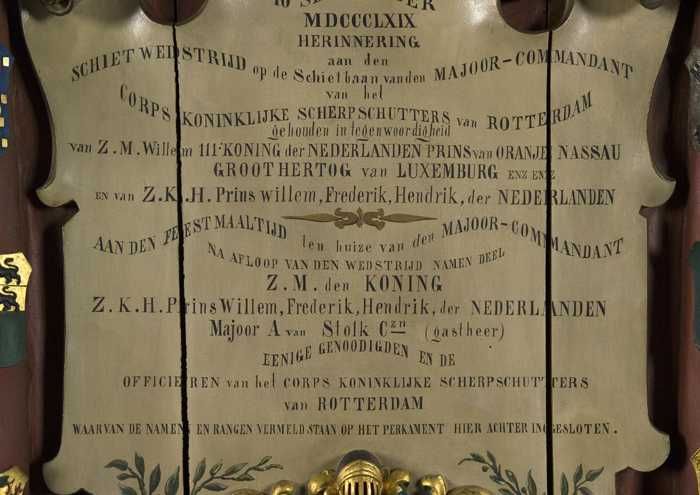 MDCCCLXIX
HERINNERING
aan den
SCHIET WEDSTRIJD op de Schietbaan van den MAJOOR-COMMANDANT
van het
CORPS KONINKLIJKE SCHERPSCHUTTERS van ROTTERDAM
gehouden in tegenwoordigheid
van Z.M. Willem 111e KONING der NEDERLANDEN PRINS van ORANJE NASSAU
GROOTHERTOG van LUXEMBURG ENZ ENZ
EN van Z.K.H. Prins willem, Frederik, Hendrik, der NEDERLANDEN
AAN DEN FEESTMAALTIJD ten huize van den MAJOOR-COMMANDANT
NA AFLOOP VAN DEN WEDSTRIJD NAMEN DEEL
Z.M. den KONING
Z.K.H. Prins Willem, Frederik, Hendrik, der NEDERLANDEN
Majoor A van Stolk Czn (gastheer)
EENIGE GENOODIGDEN EN DE
OFFICIEREN van het CORPS KONINKLIJKE SCHERPSCHUTTERS
van ROTTERDAM
WAARVAN DE NAMEN EN RANGEN VERMELD STAAN OP HET PERKAMENT HIER ACHTER INGESLOTEN.